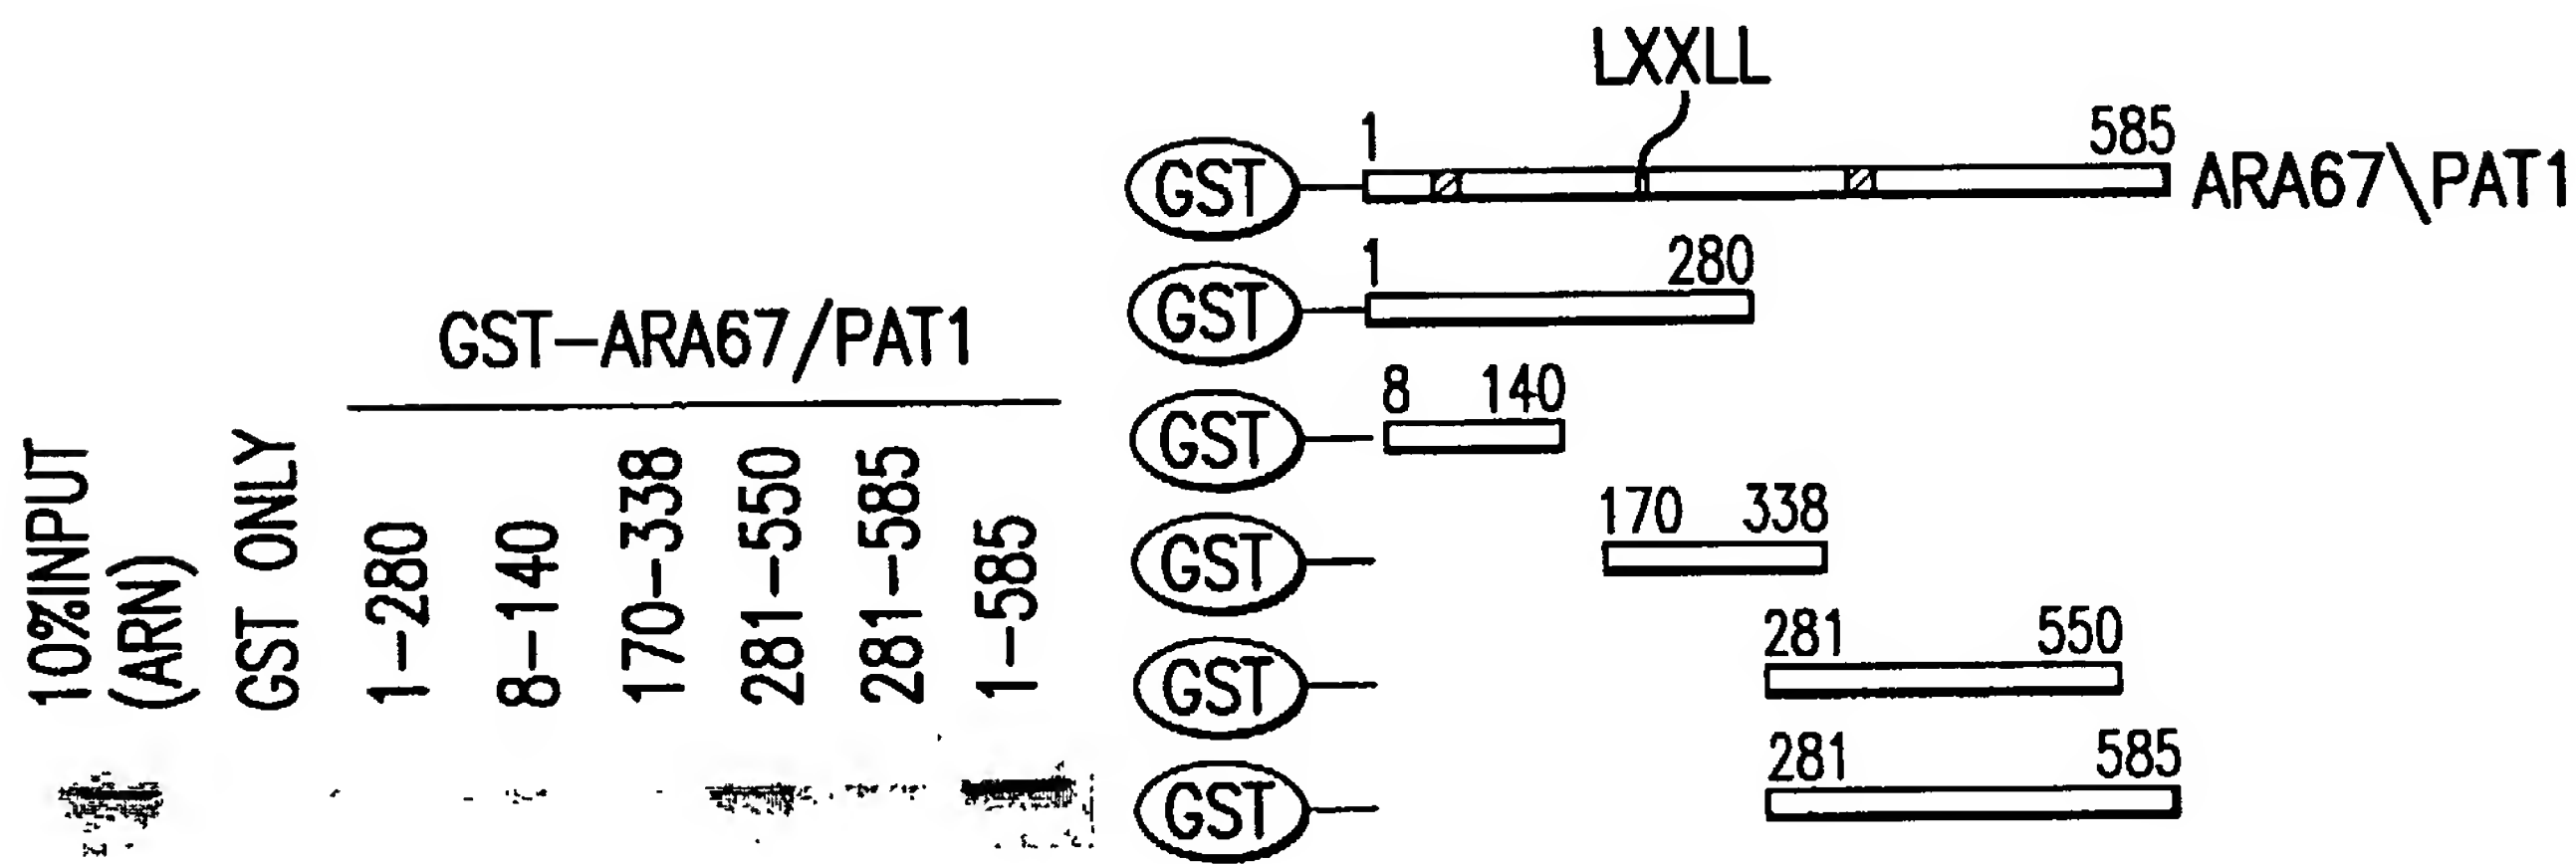 LXXLL
1 585
GST ARA67\PAT1
1 280
GST
GST-ARA67/PAT1
8 140
GST
10%INPUT
(ARN)
GST ONLY
1-280
8-140
170-338
281-550
281-585
1-585
170 338
GST
281 550
GST
281 585
GST